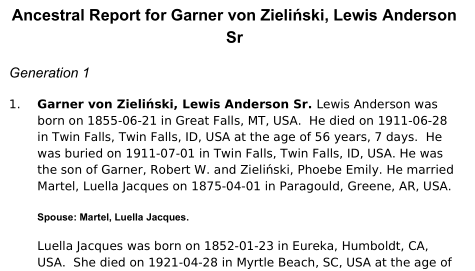 Ancestral Report for Garner von Zieliński, Lewis Anderson
Sr
Generation 1
1. Garner von Zieliński, Lewis Anderson Sr. Lewis Anderson was
born on 1855-06-21 in Great Falls, MT, USA. He died on 1911-06-28
in Twin Falls, Twin Falls, ID, USA at the age of 56 years, 7 days. He
was buried on 1911-07-01 in Twin Falls, Twin Falls, ID, USA. He was
the son of Garner, Robert W. and Zieliński, Phoebe Emily. He married
Martel, Luella Jacques on 1875-04-01 in Paragould, Greene, AR, USA.
Spouse: Martel, Luella Jacques.
Luella Jacques was born on 1852-01-23 in Eureka, Humboldt, CA,
USA. She died on 1921-04-28 in Myrtle Beach, SC, USA at the age of